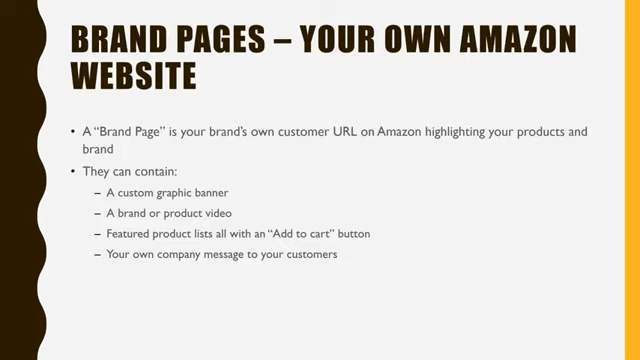 BRAND PAGES – YOUR OWN AMAZON
WEBSITE
• A “Brand Page” is your brand’s own customer URL on Amazon highlighting your products and
brand
• They can contain:
– A custom graphic banner
– A brand or product video
– Featured product lists all with an “Add to cart” button
– Your own company message to your customers